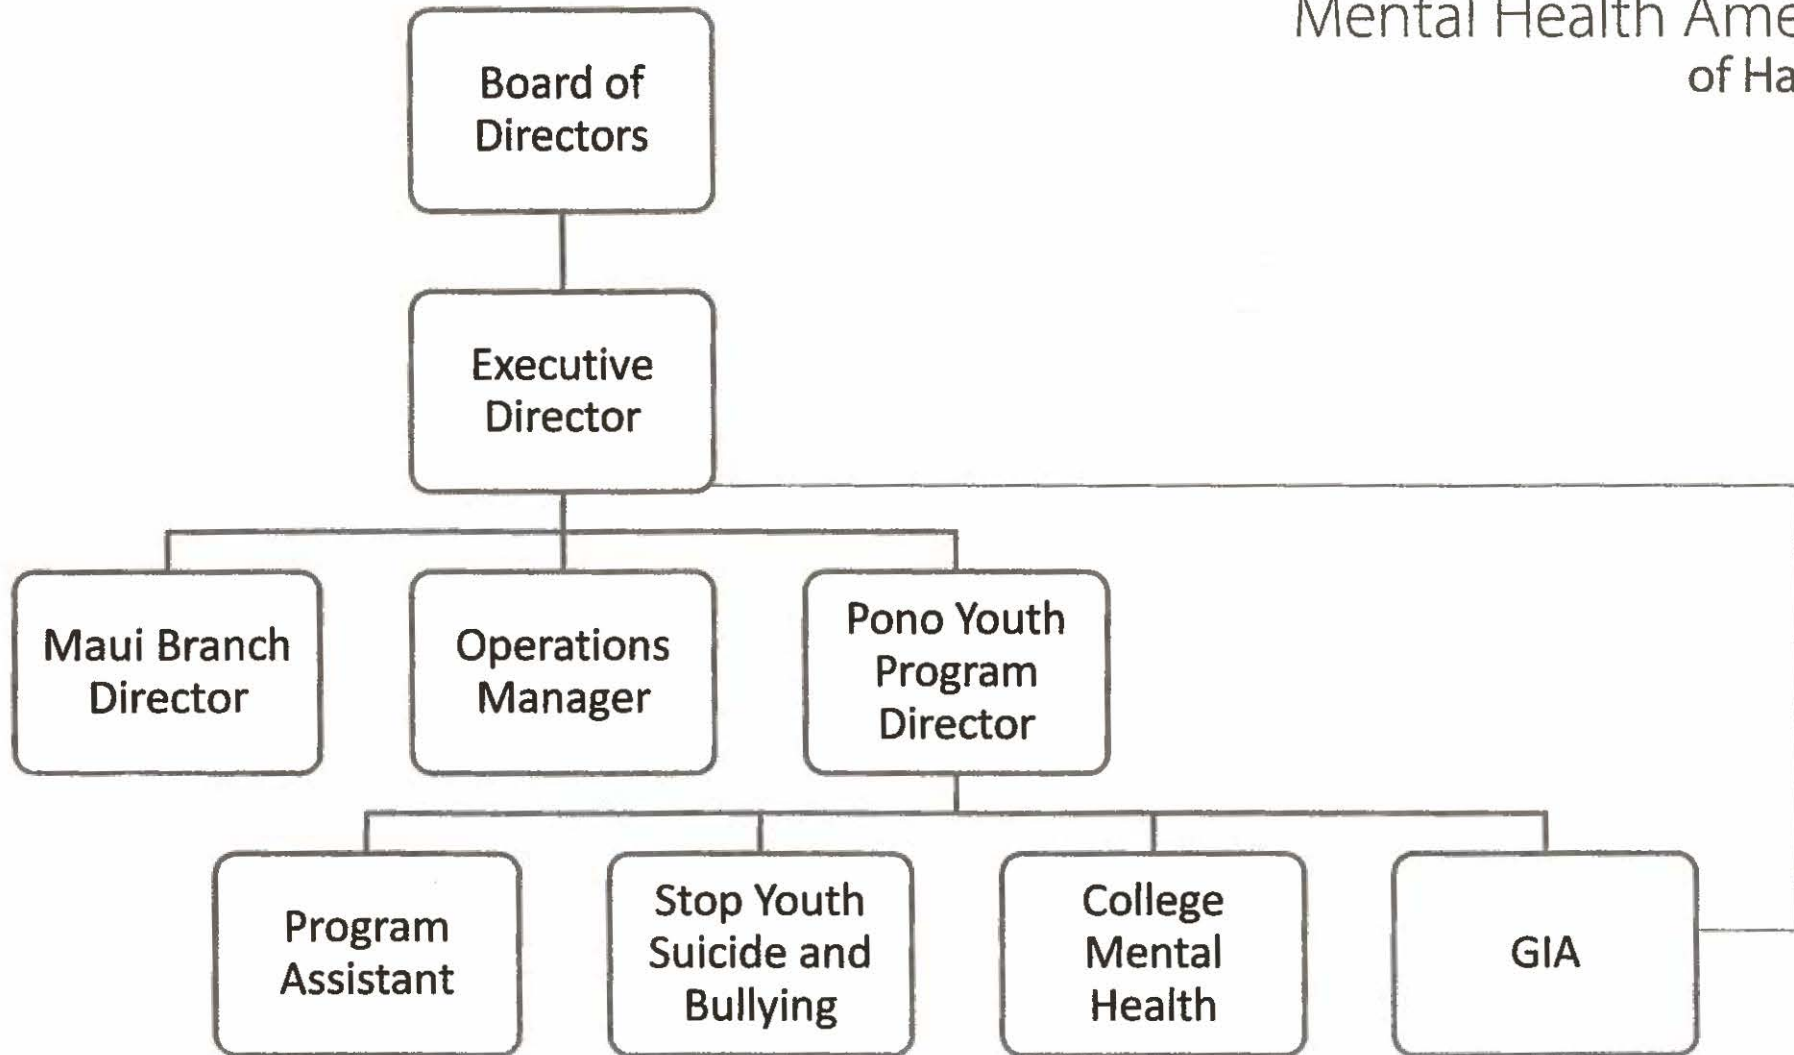 Mental Health Ame
of Ha
Board of
Directors
Executive
Director
Maui Branch
Director
Operations
Manager
Pono Youth
Program
Director
Program
Assistant
Stop Youth
Suicide and
Bullying
College
Mental
Health
GIA